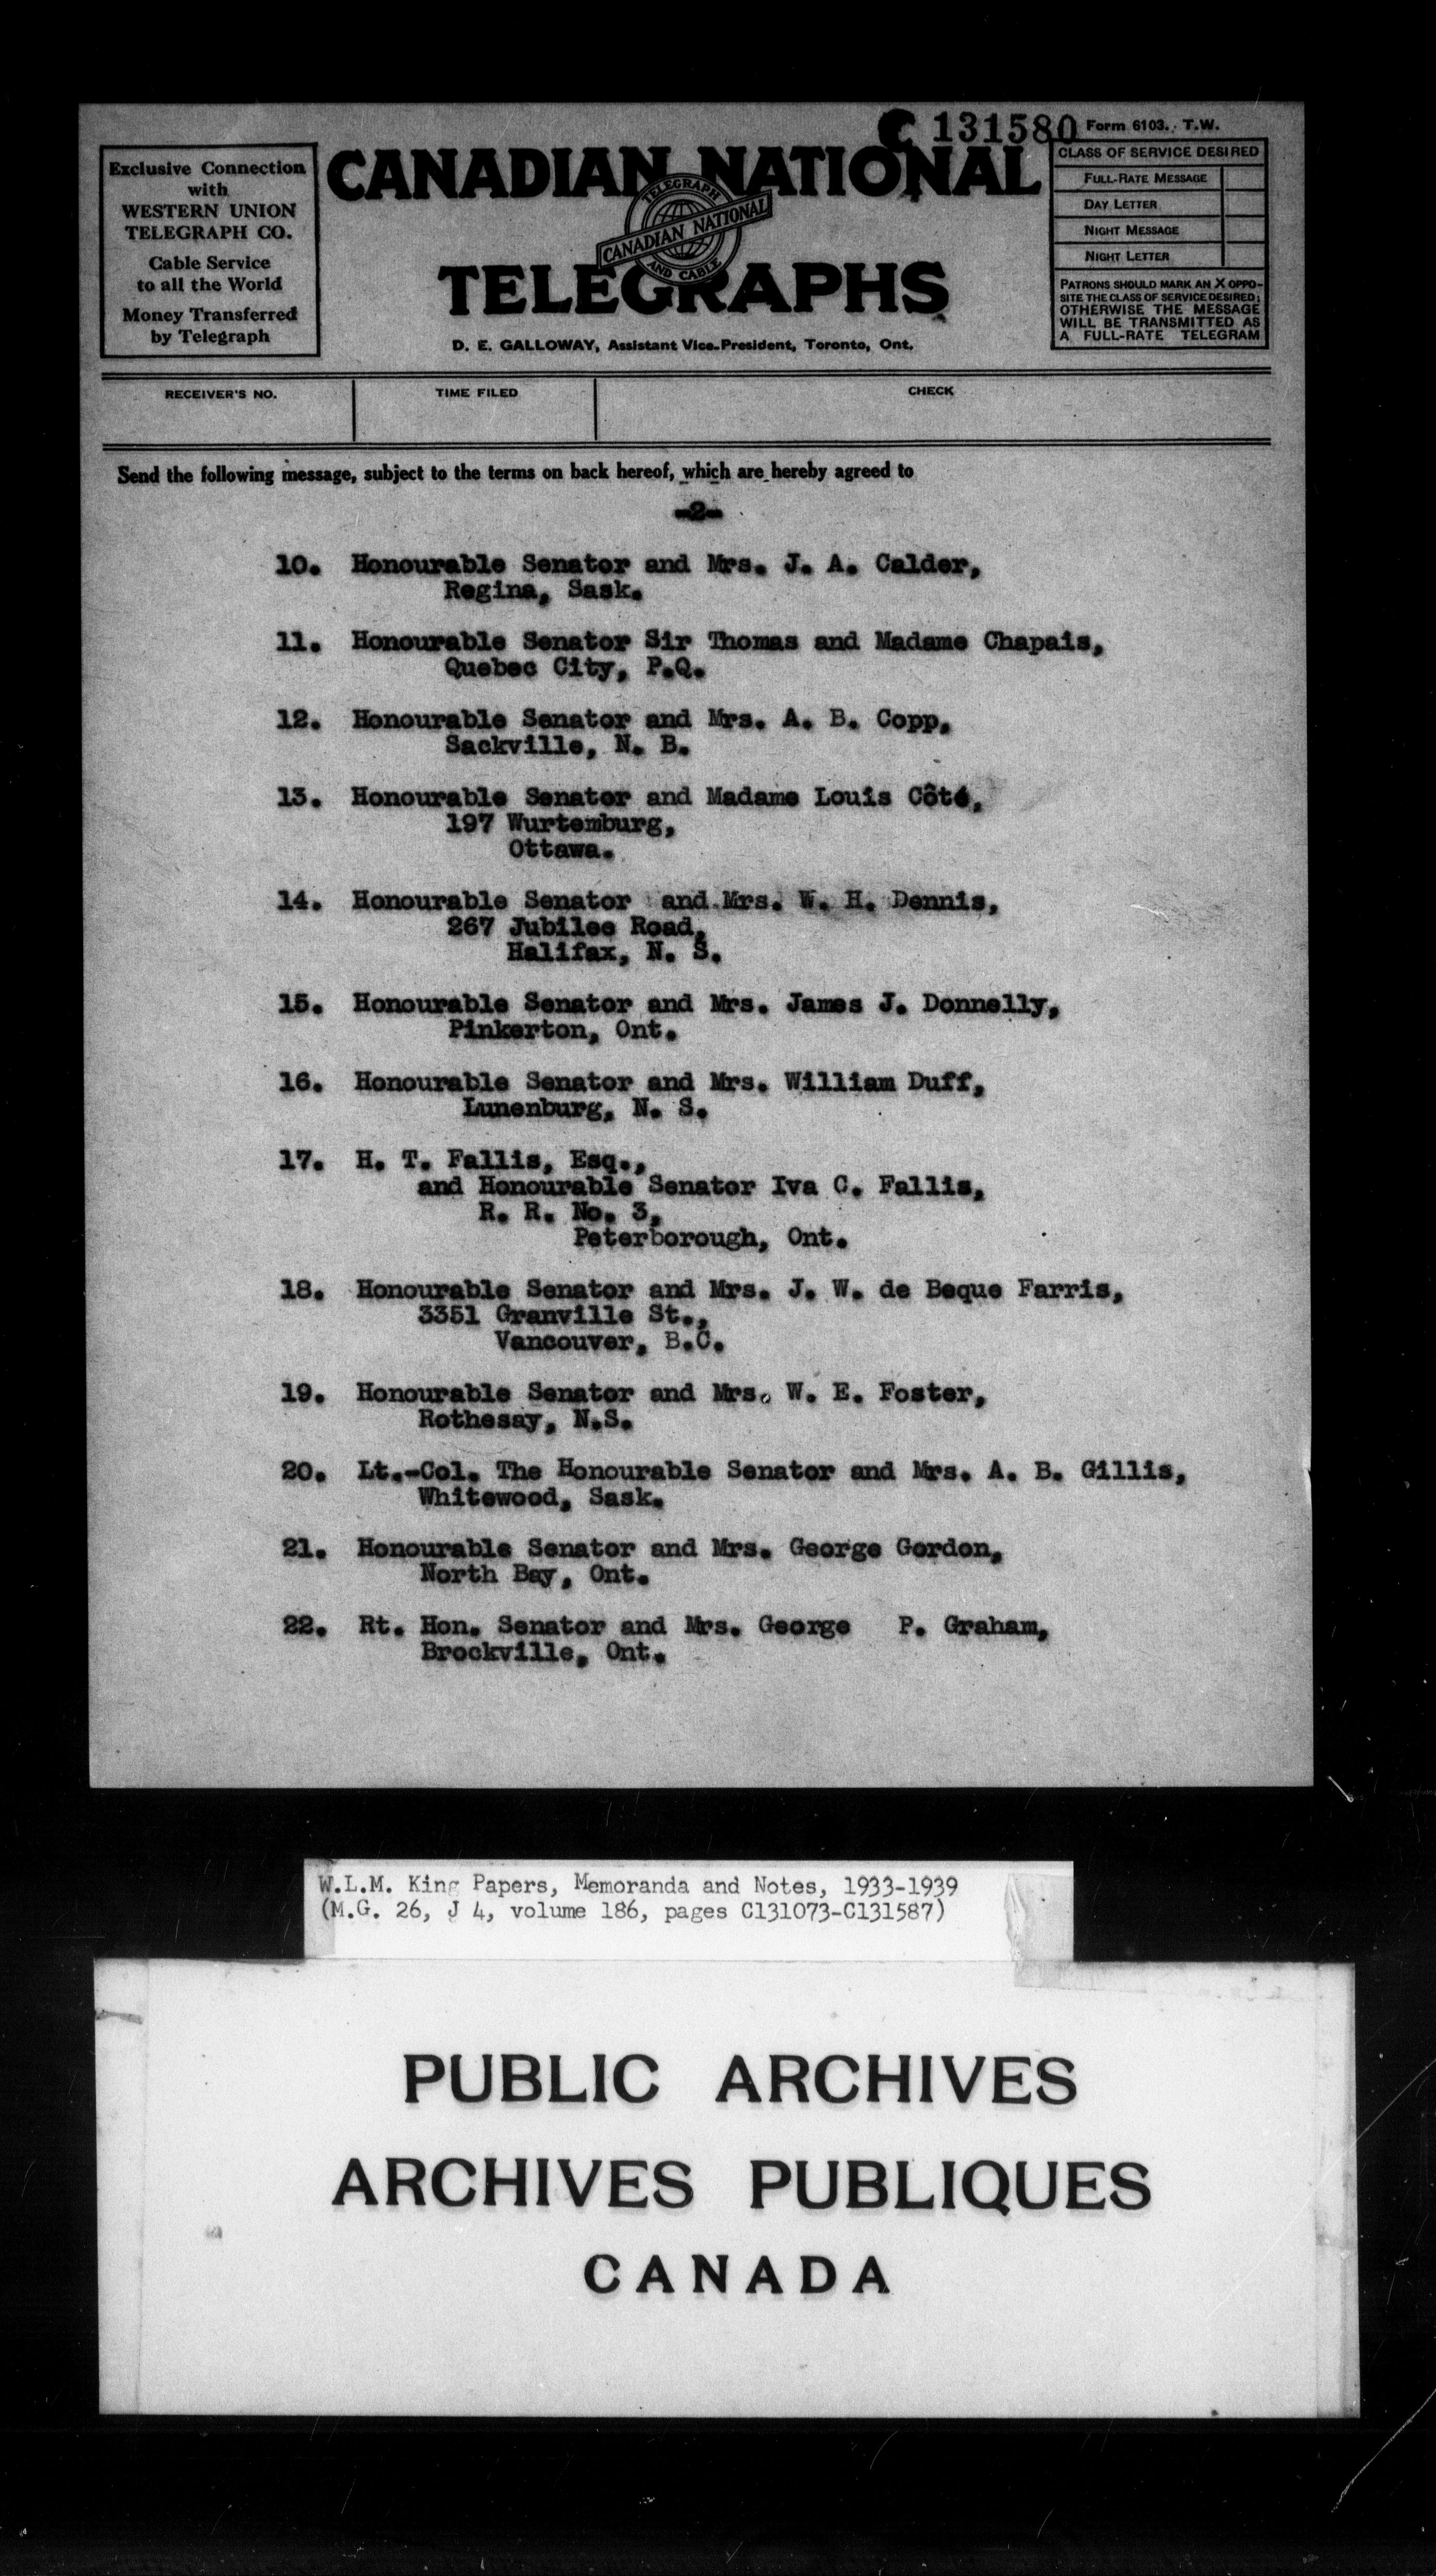 C 131580 Form 6103. T.W.
Exclusive Connection
with
WESTERN UNION
TELEGRAPH CO.
Cable Service
to all the World
Money Transferred
by Telegraph
CANADIAN NATIONAL
TELEGRAPH
CANADIAN NATIONAL
AND CABLE
TELEGRAPHS
D. E. GALLOWAY, Assistant Vice-President, Toronto, Ont.
CLASS OF SERVICE DESIRED
FULL-RATE MESSAGE
DAY LETTER
NIGHT MESSAGE
NIGHT LETTER
PATRONS SHOULD MARK AN X OPPO-
SITE THE CLASS OF SERVICE DESIRED;
OTHERWISE THE MESSAGE
WILL BE TRANSMITTED AS
A FULL-RATE TELEGRAM
RECEIVER'S NO. TIME FILED CHECK
Send the following message, subject to the terms on back hereof, which are hereby agreed to
-2-
10. Honourable Senator and Mrs. J. A. Calder,
Regina, Sask.
11. Honourable Senator Sir Thomas and Madame Chapais,
Quebec City, P.Q.
12. Honourable Senator and Mrs. A. B. Copp,
Sackville, N. B.
13. Honourable Senator and Madame Louis Côté,
197 Wurtemburg,
Ottawa.
14. Honourable Senator and Mrs. W. H. Dennis,
267 Jubilee Road,
Halifax, N. S.
15. Honourable Senator and Mrs. James J. Donnelly,
Pinkerton, Ont.
16. Honourable Senator and Mrs. William Duff,
Lunenburg, N. S.
17. H. T. Fallis, Esq.,
and Honourable Senator Iva C. Fallis,
R. R. No. 3,
Peterborough, Ont.
18. Honourable Senator and Mrs. J. W. de Beque Farris,
3351 Granville St.,
Vancouver, B.C.
19. Honourable Senator and Mrs. W. E. Foster,
Rothesay, N.S.
20. Lt.-Col. The Honourable Senator and Mrs. A. B. Gillis,
Whitewood, Sask.
21. Honourable Senator and Mrs. George Gordon,
North Bay, Ont.
22. Rt. Hon. Senator and Mrs. George P. Graham,
Brockville, Ont.
W.L.M. King Papers, Memoranda and Notes, 1933-1939
(M.G. 26, J 4, volume 186, pages C131073-C131587)
PUBLIC ARCHIVES
ARCHIVES PUBLIQUES
CANADA